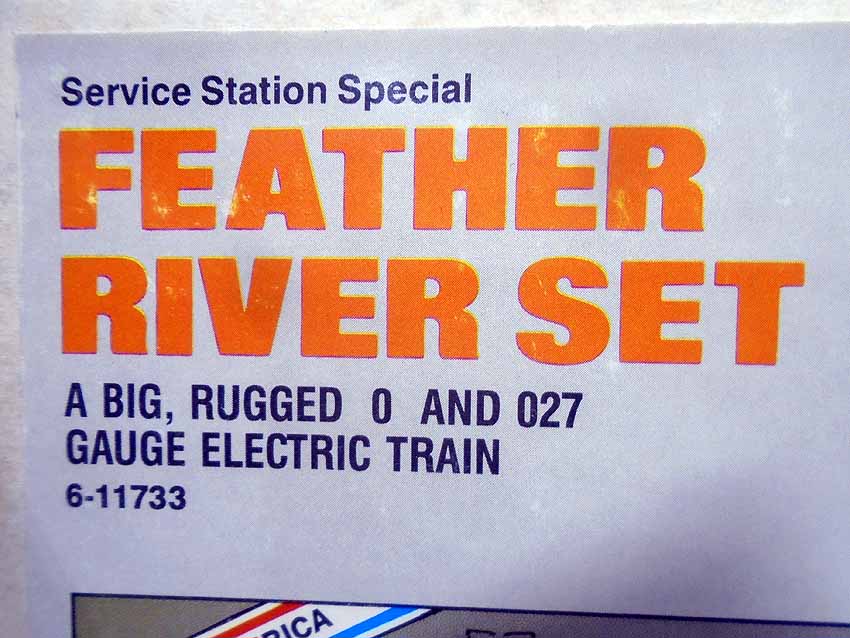 Service Station Special
FEATHER
RIVER SET
A BIG, RUGGED 0 AND 027
GAUGE ELECTRIC TRAIN
6-11733